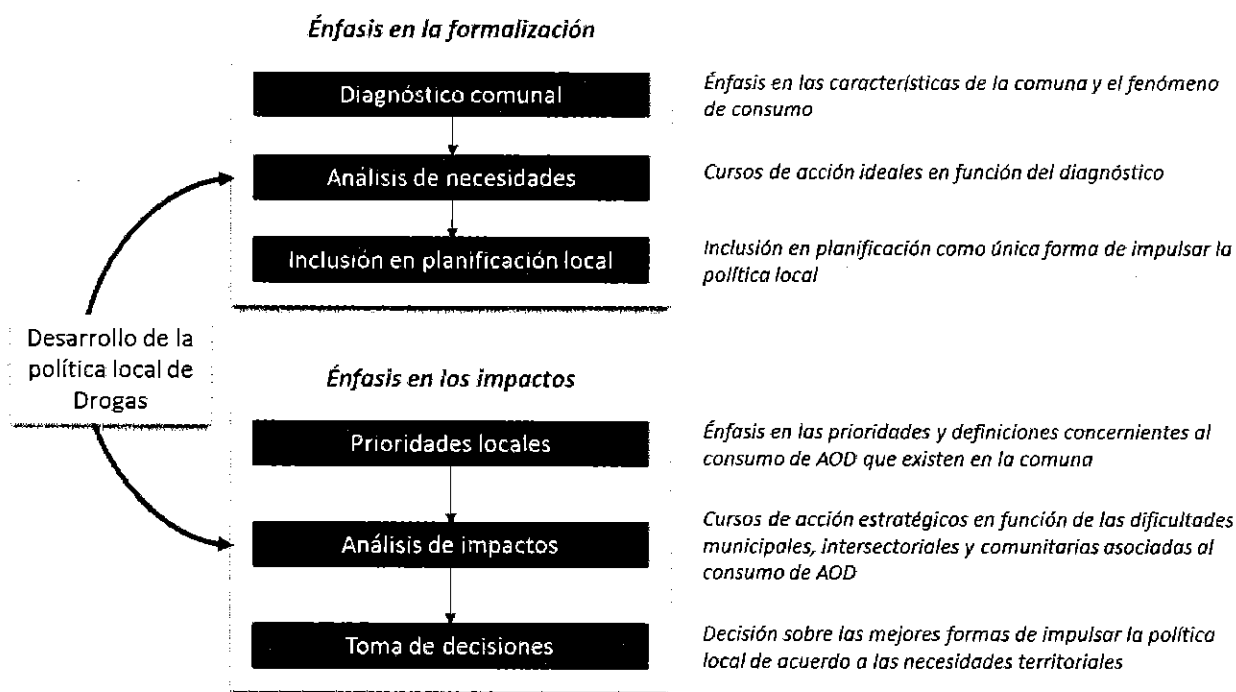 Énfasis en la formalización
Diagnóstico comunal
Énfasis en las características de la comuna y el fenómeno
de consumo
Análisis de necesidades
Cursos de acción ideales en función del diagnóstico
Inclusión en planificación local
Inclusión en planificación como única forma de impulsar la
política local
Desarrollo de la
política local de
Drogas
Énfasis en los impactos
Prioridades locales
Énfasis en las prioridades y definiciones concernientes al
consumo de AOD que existen en la comuna
Análisis de impactos
Cursos de acción estratégicos en función de las dificultades
municipales, intersectoriales y comunitarias asociadas al
consumo de AOD
Toma de decisiones
Decisión sobre las mejores formas de impulsar la política
local de acuerdo a las necesidades territoriales